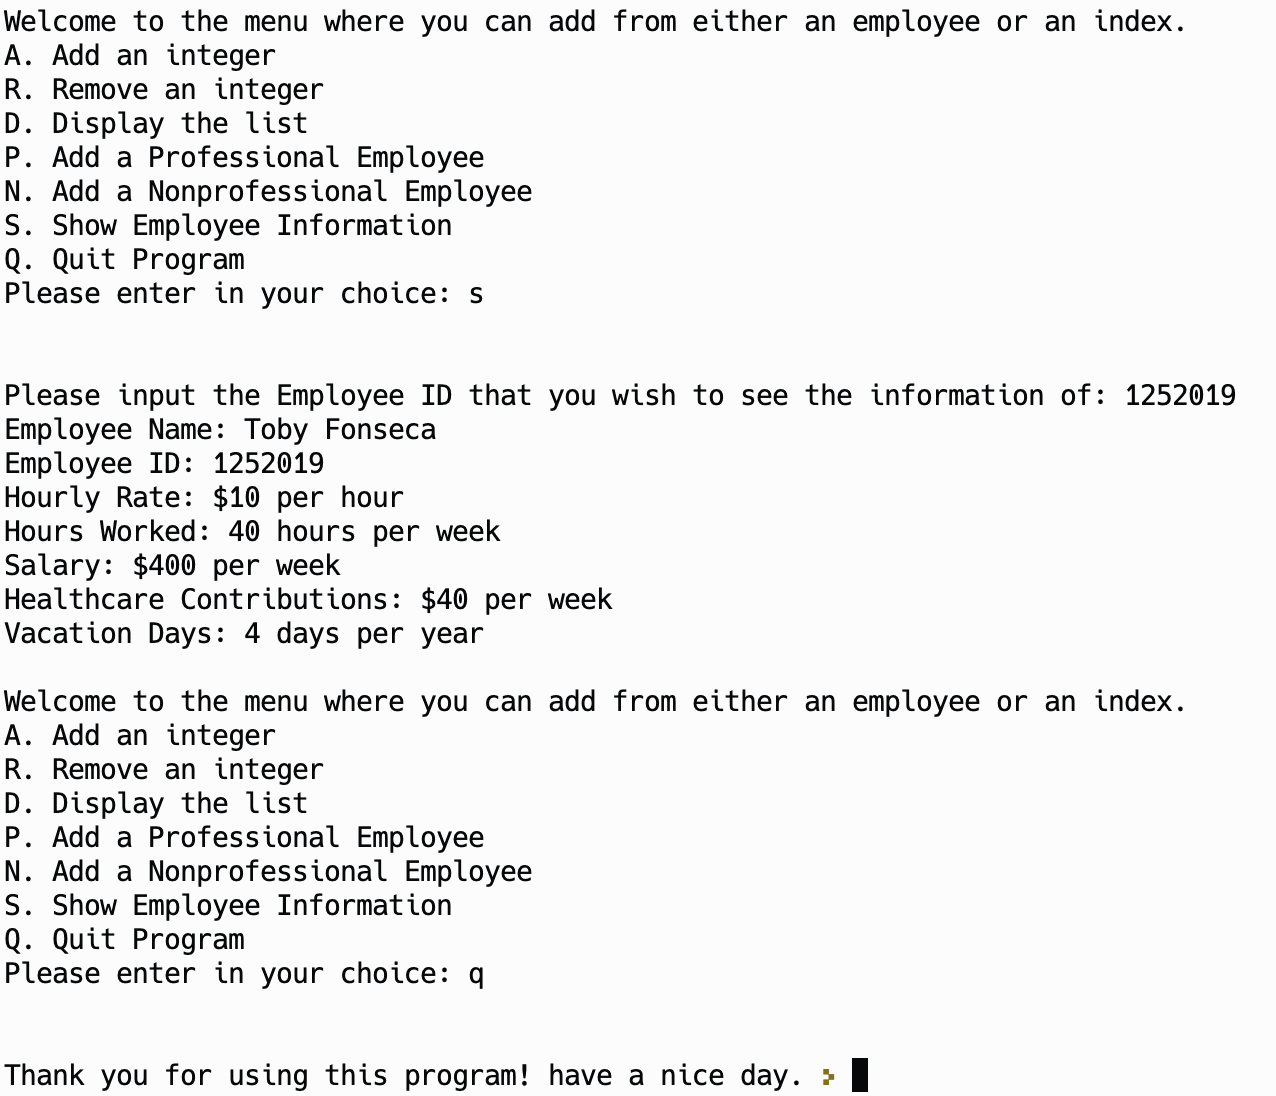 Welcome to the menu where you can add from either an employee or an index.
A. Add an integer
R. Remove an integer
D. Display the list
P. Add a Professional Employee
N. Add a Nonprofessional Employee
S. Show Employee Information
Q. Quit Program
Please enter in your choice: s
Please input the Employee ID that you wish to see the information of: 1252019
Employee Name: Toby Fonseca
Employee ID: 1252019
Hourly Rate: $10 per hour
Hours Worked: 40 hours per week
Salary: $400 per week
Healthcare Contributions: $40 per week
Vacation Days: 4 days per year
Welcome to the menu where you can add from either an employee or an index.
A. Add an integer
R. Remove an integer
D. Display the list
P. Add a Professional Employee
N. Add a Nonprofessional Employee
S. Show Employee Information
Q. Quit Program
Please enter in your choice: q
Thank you for using this program! have a nice day. >